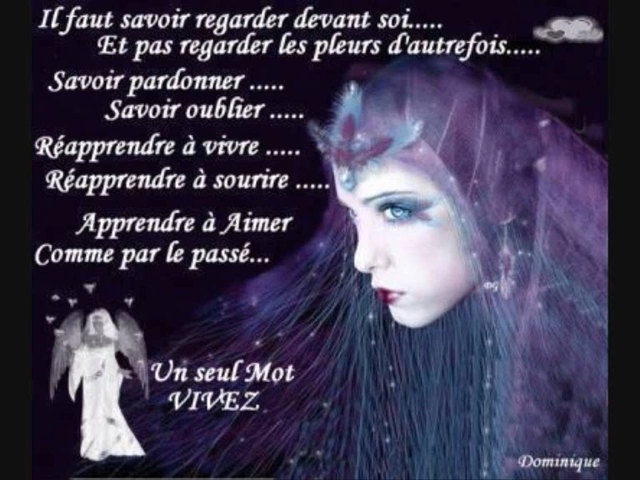 Il faut savoir regarder devant soi.....
Et pas regarder les pleurs d'autrefois.....
Savoir pardonner .....
Savoir oublier .....
Réapprendre à vivre .....
Réapprendre à sourire .....
Apprendre à Aimer
Comme par le passé...
Un seul Mot
VIVEZ
Dominique